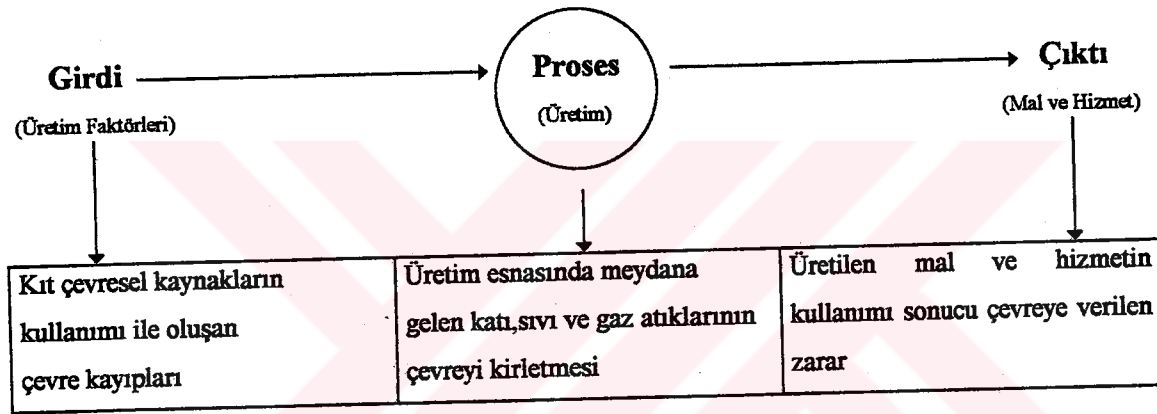 Girdi
(Üretim Faktörleri)
Proses
(Üretim)
Çıktı
(Mal ve Hizmet)
Kıt çevresel kaynakların
kullanımı ile oluşan
çevre kayıpları
Üretim esnasında meydana
gelen katı,sıvı ve gaz atıklarının
çevreyi kirletmesi
Üretilen mal ve hizmetin
kullanımı sonucu çevreye verilen
zarar